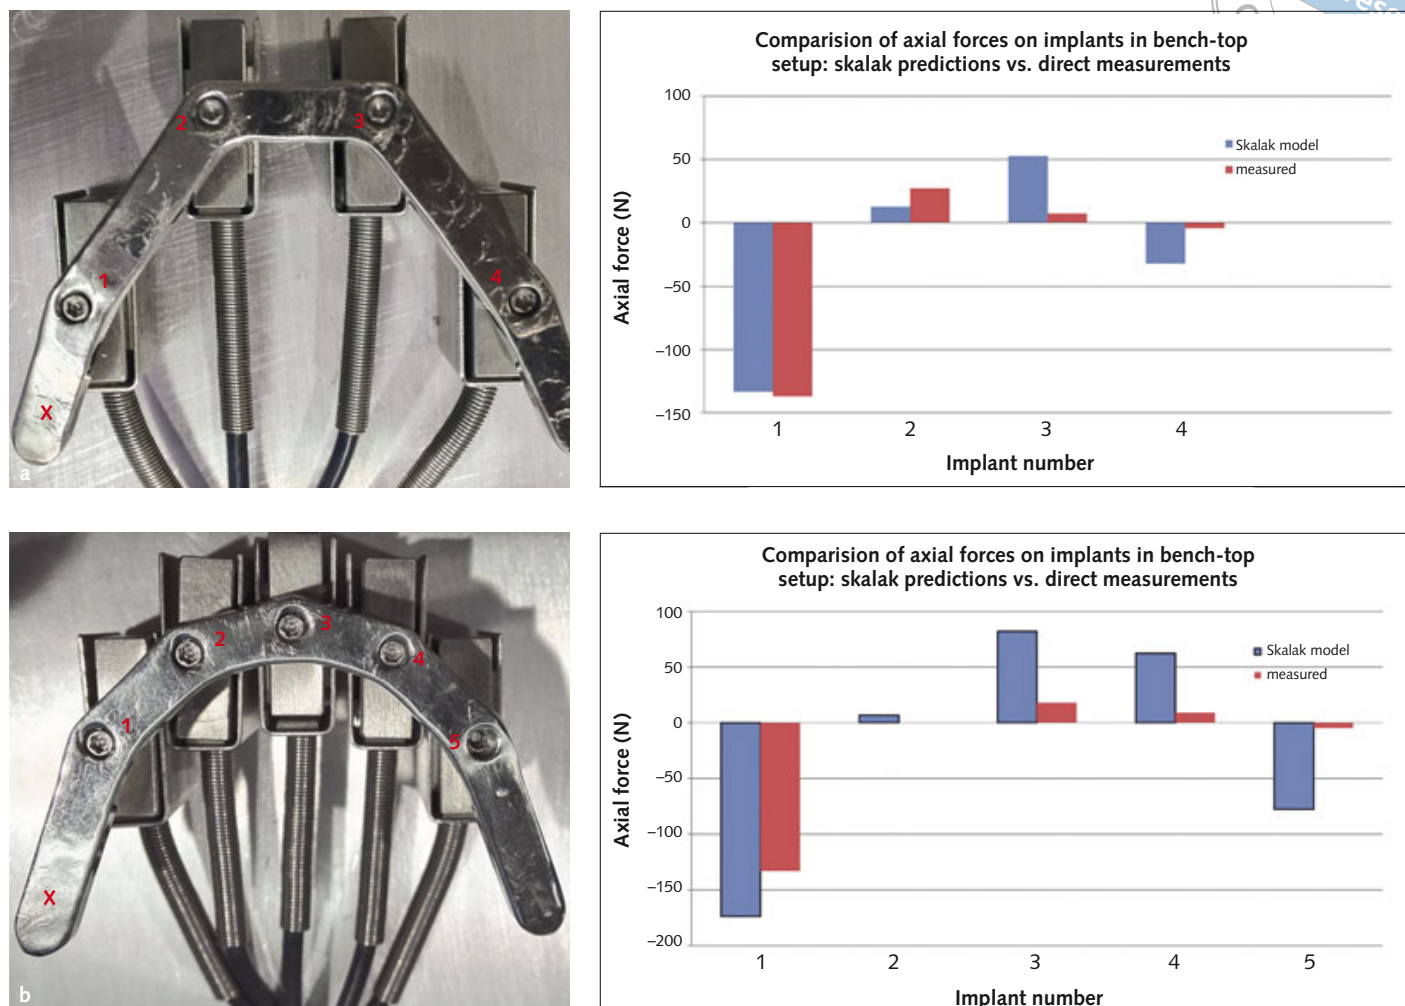 2
3
1
4
X
a
Comparision of axial forces on implants in bench-top
setup: skalak predictions vs. direct measurements
100
50
0
−50
−100
−150
Axial force (N)
Skalak model
measured
1 2 3 4
Implant number
3
2
4
1
5
X
b
Comparision of axial forces on implants in bench-top
setup: skalak predictions vs. direct measurements
100
50
0
−50
−100
−150
−200
Axial force (N)
Skalak model
measured
1 2 3 4 5
Implant number